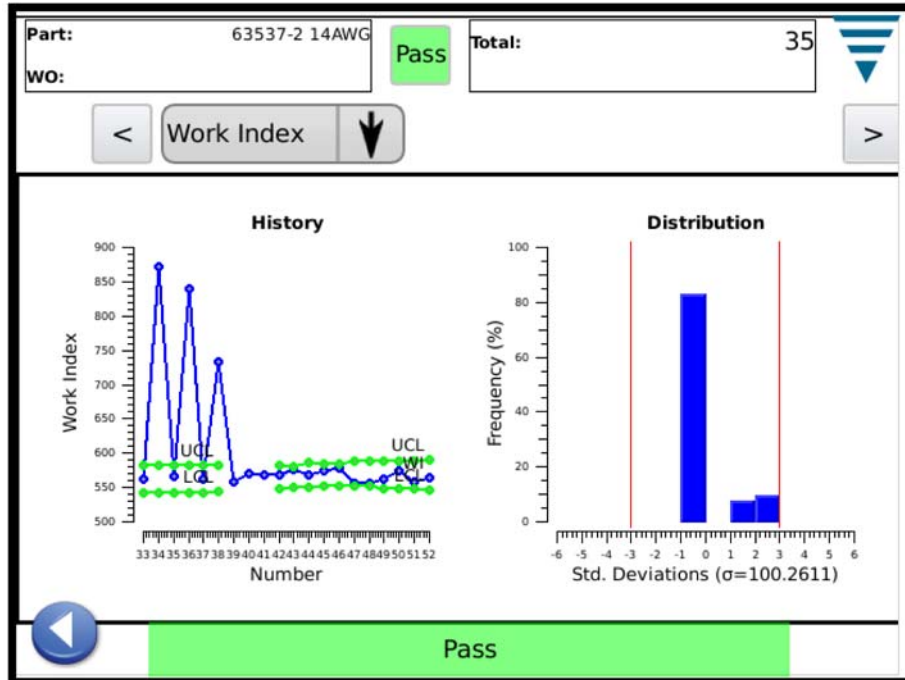 Part: 63537-2 14AWG
WO:
Pass
Total: 35
<
Work Index
>
History
900
850
800
750
700
650
600
550
500
Work Index
UCL
LCL
UCL
WI
LCL
33 34 35 36 37 38 39 40 41 42 43 44 45 46 47 48 49 50 51 52
Number
Distribution
100
80
60
40
20
0
Frequency (%)
-6 -5 -4 -3 -2 -1 0 1 2 3 4 5 6
Std. Deviations (σ=100.2611)
Pass